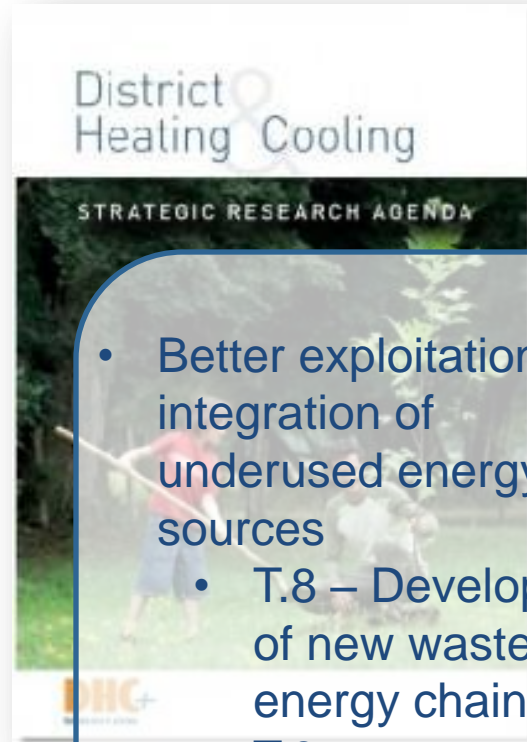 District &
Heating Cooling
STRATEGIC RESEARCH AGENDA
• Better exploitation
integration of
underused energy
sources
• T.8 – Develop
of new waste
energy chain
DHC+